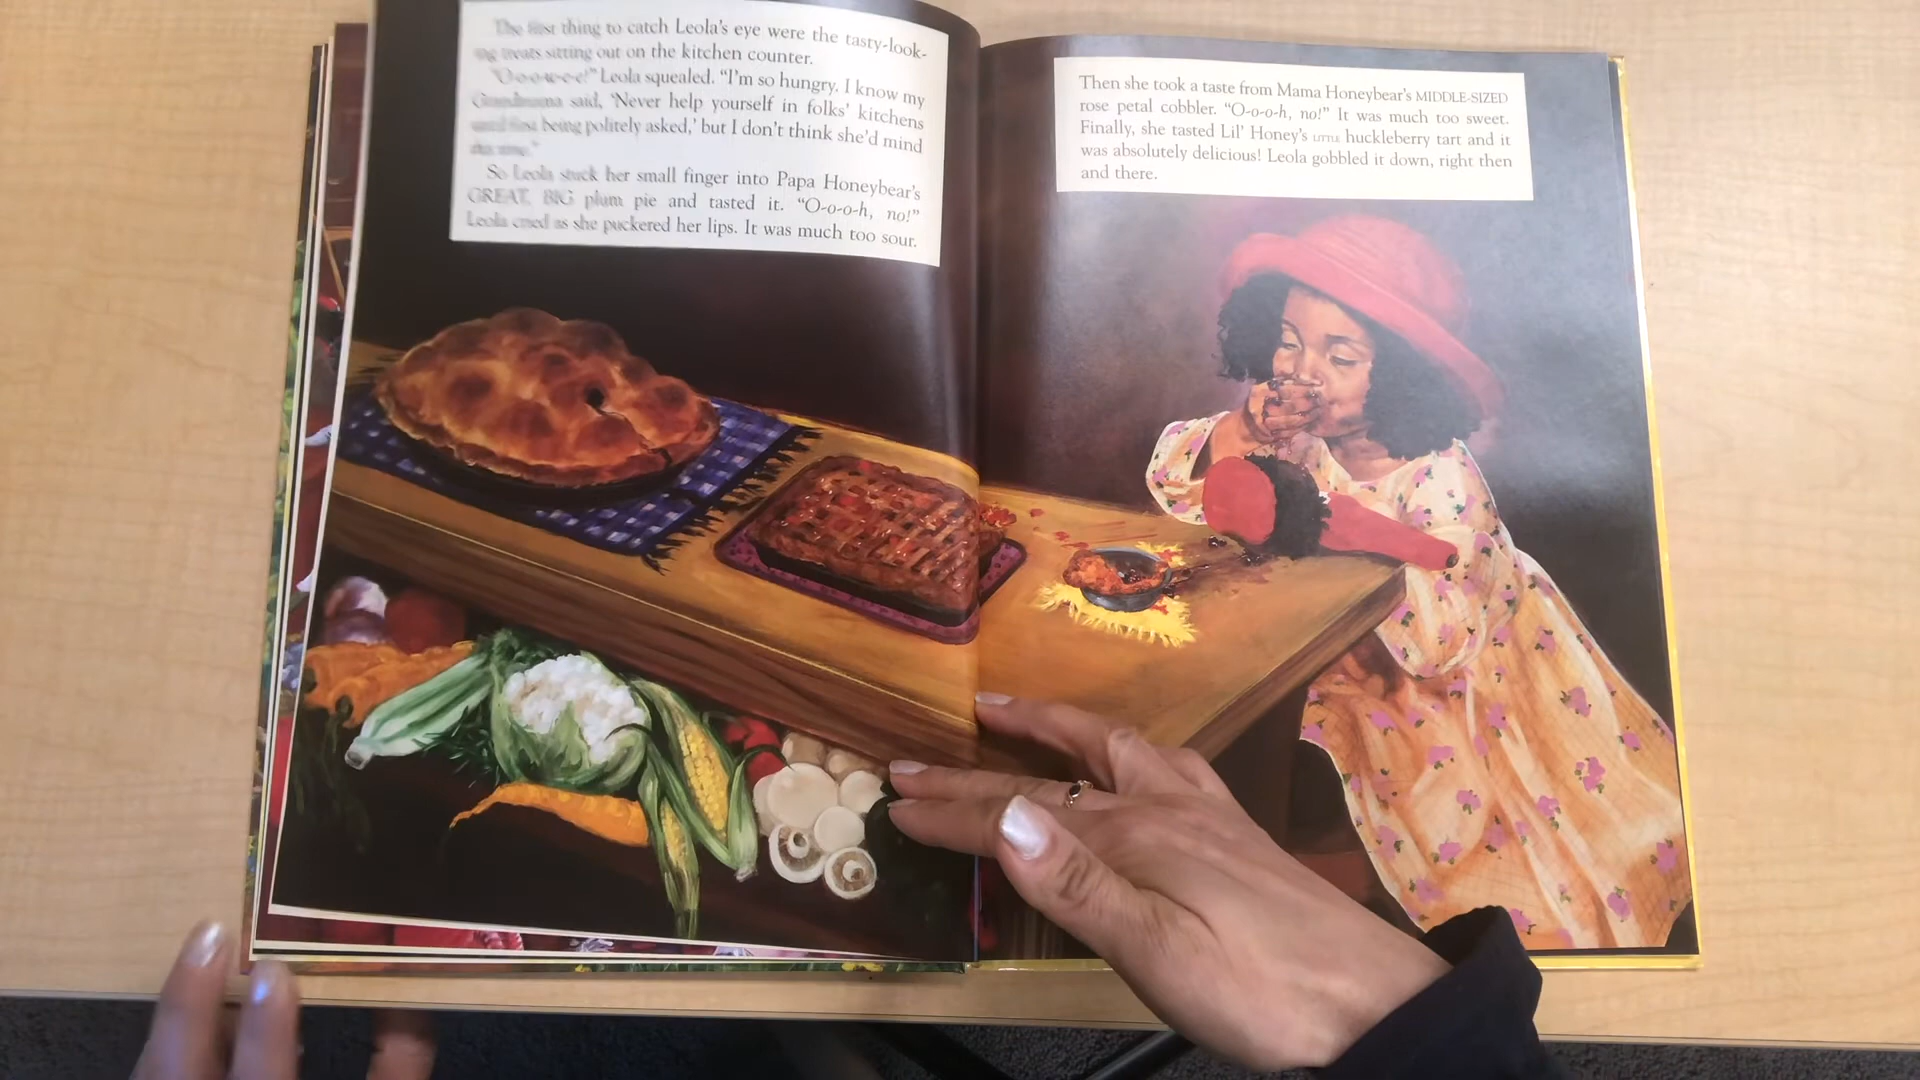 The first thing to catch Leola's eye were the tasty-look-
ing treats sitting out on the kitchen counter.
"O-o-o-w-e-e!" Leola squealed. "I'm so hungry. I know my
Grandmama said, 'Never help yourself in folks' kitchens
until first being politely asked,' but I don't think she'd mind
this time."
So Leola stuck her small finger into Papa Honeybear's
GREAT, BIG plum pie and tasted it. "O-o-o-h, no!"
Leola cried as she puckered her lips. It was much too sour.
Then she took a taste from Mama Honeybear's MIDDLE-SIZED
rose petal cobbler. "O-o-o-h, no!" It was much too sweet.
Finally, she tasted Lil' Honey's LITTLE huckleberry tart and it
was absolutely delicious! Leola gobbled it down, right then
and there.